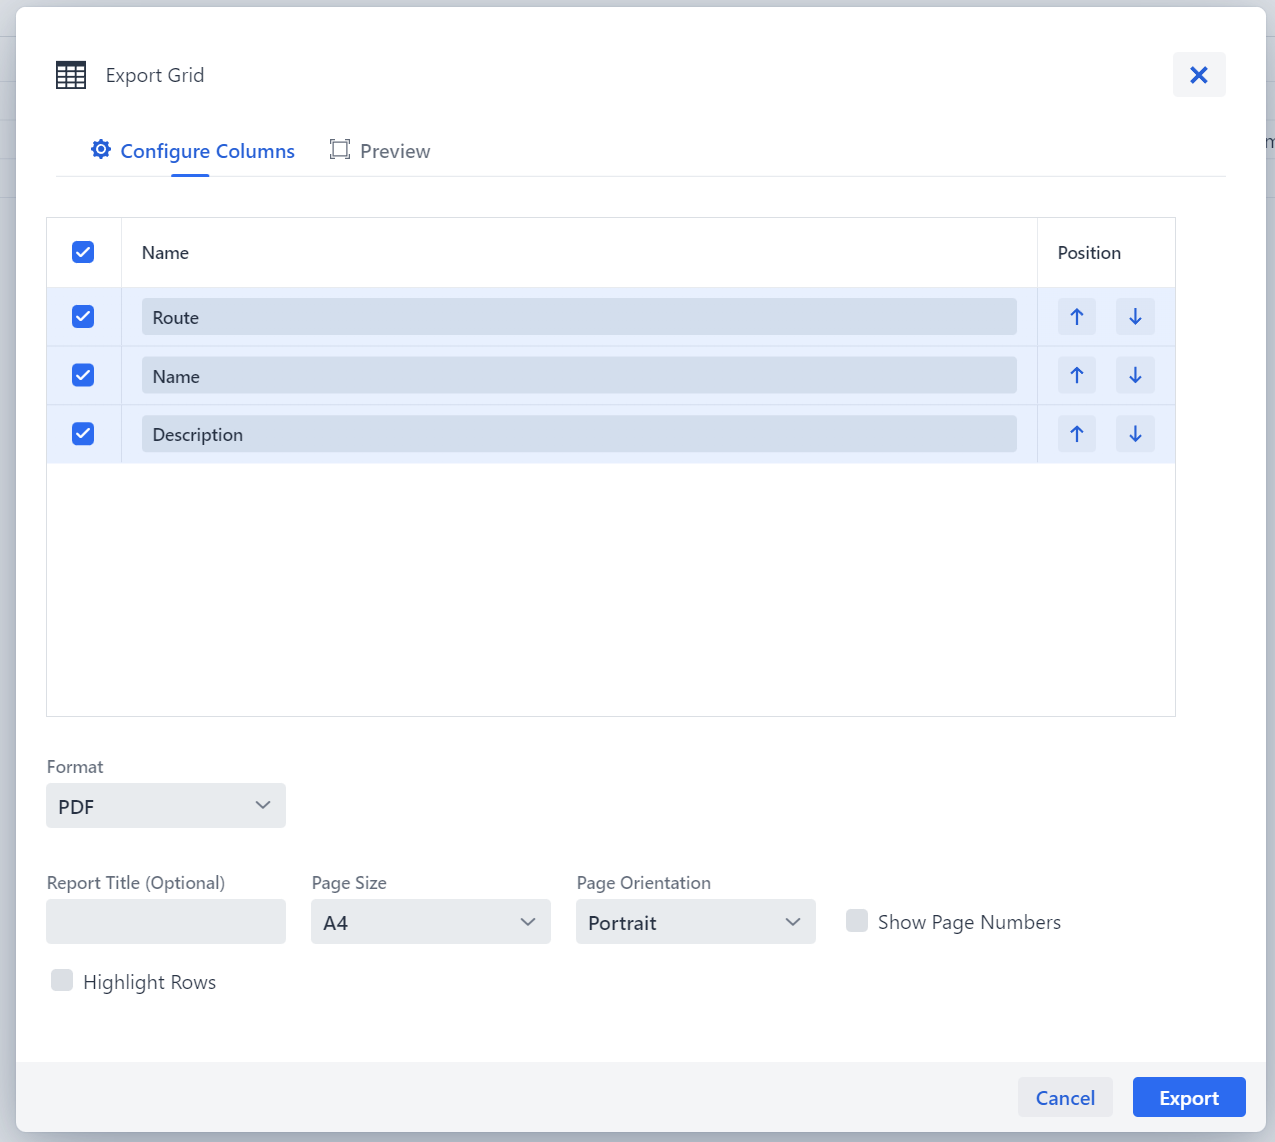 Export Grid
Configure Columns
Preview
Name
Position
Route
Name
Description
Format
PDF
Report Title (Optional)
Page Size
Page Orientation
A4
Portrait
Show Page Numbers
Highlight Rows
Cancel
Export